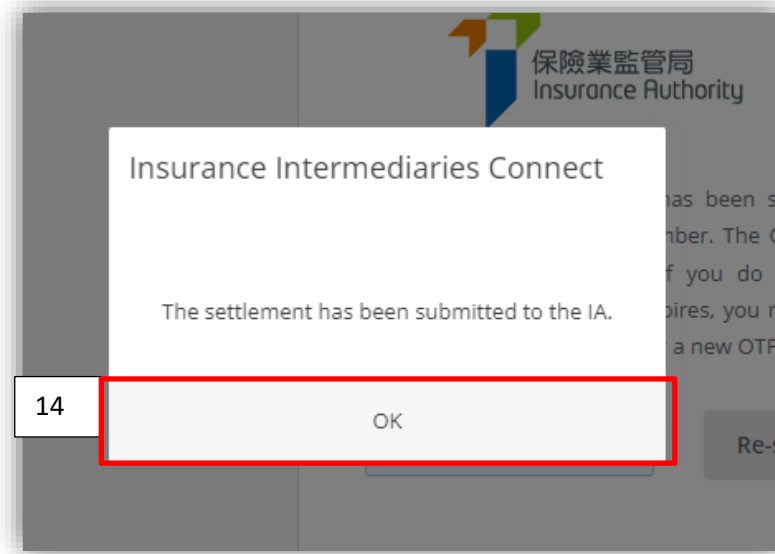 保險業監管局
Insurance Authority
Insurance Intermediaries Connect
has been s
mber. The
f you do
The settlement has been submitted to the IA.
pires, you
a new OTP
14
OK
Re-s